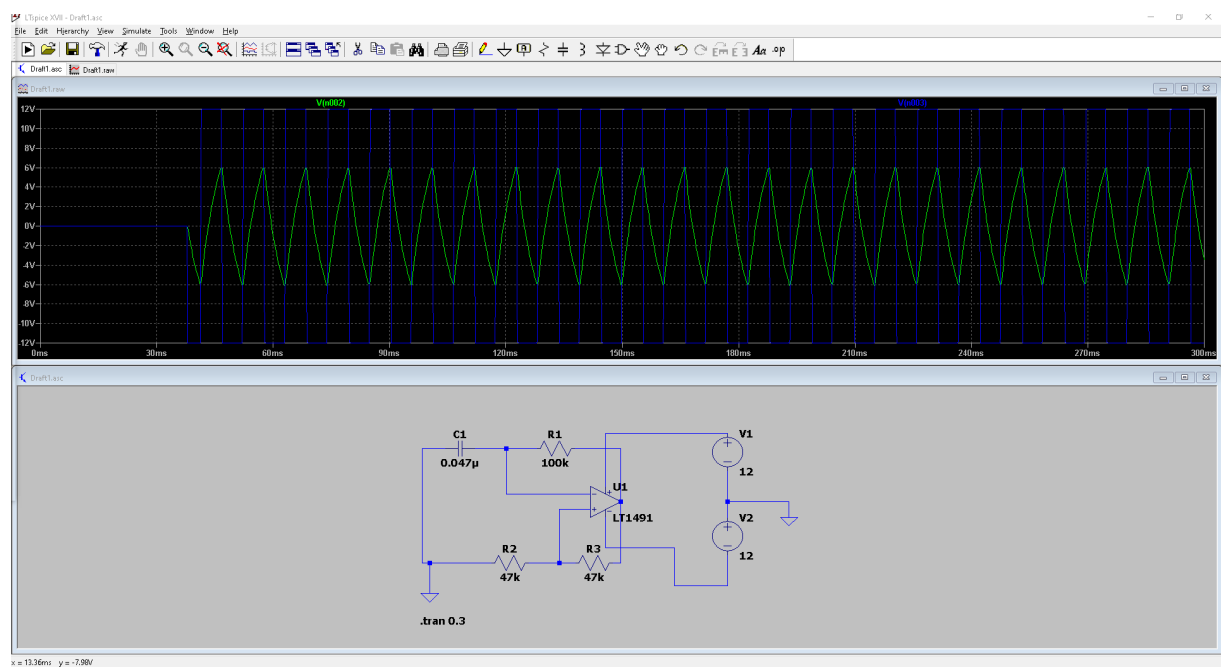 LTspice XVII - Draft1.asc
File Edit Hierarchy View Simulate Tools Window Help
Draft1.asc Draft1.raw
Draft1.raw
V(n002) V(n003)
12V
10V
8V
6V
4V
2V
0V
-2V
-4V
-6V
-8V
-10V
-12V
0ms 30ms 60ms 90ms 120ms 150ms 180ms 210ms 240ms 270ms 300ms
Draft1.asc
C1 R1 V1
0.047µ 100k
12
U1
LT1491
V2
R2 R3
12
47k 47k
.tran 0.3
x = 13.36ms y = -7.98V